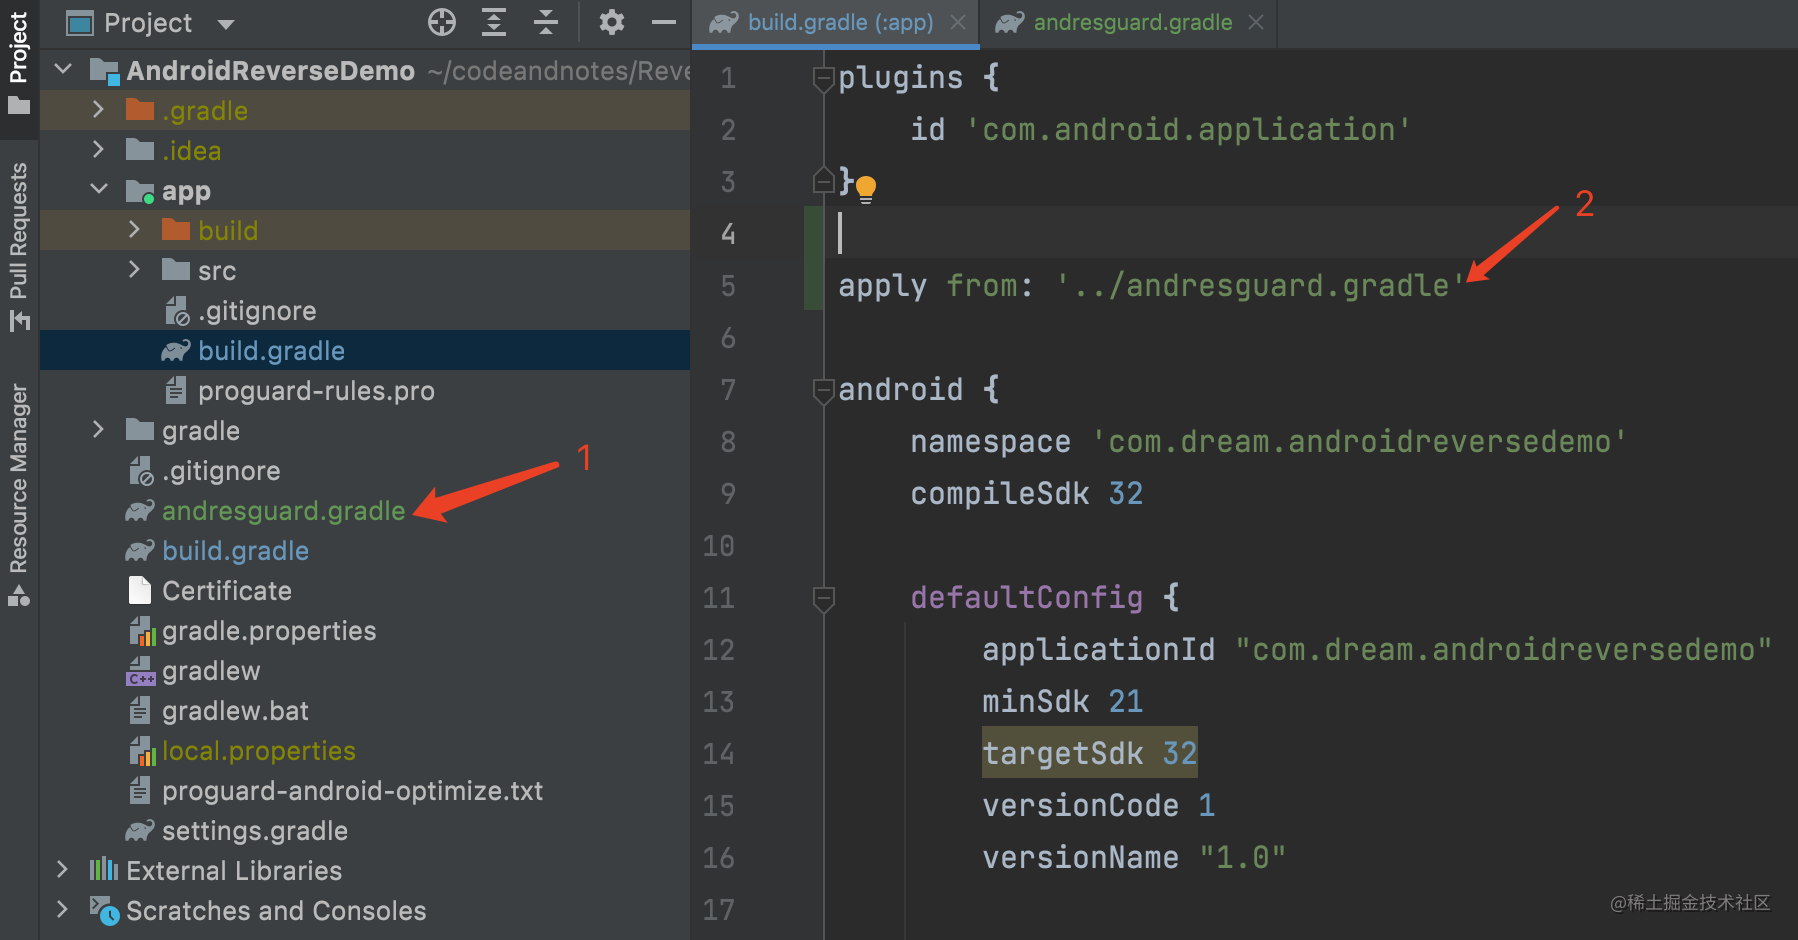 Project
Pull Requests
Resource Manager
Project
AndroidReverseDemo ~/codeandnotes/Reve
.gradle
.idea
app
build
src
.gitignore
build.gradle
proguard-rules.pro
gradle
.gitignore
andresguard.gradle
1
build.gradle
Certificate
gradle.properties
C++ gradlew
gradlew.bat
local.properties
proguard-android-optimize.txt
settings.gradle
External Libraries
Scratches and Consoles
build.gradle (:app) andresguard.gradle
1 plugins {
2 id 'com.android.application'
3 }
2
4
5 apply from: '../andresguard.gradle'
6
7 android {
8 namespace 'com.dream.androidreversedemo'
9 compileSdk 32
10
11 defaultConfig {
12 applicationId "com.dream.androidreversedemo"
13 minSdk 21
14 targetSdk 32
15 versionCode 1
16 versionName "1.0"
17
@稀土掘金技术社区